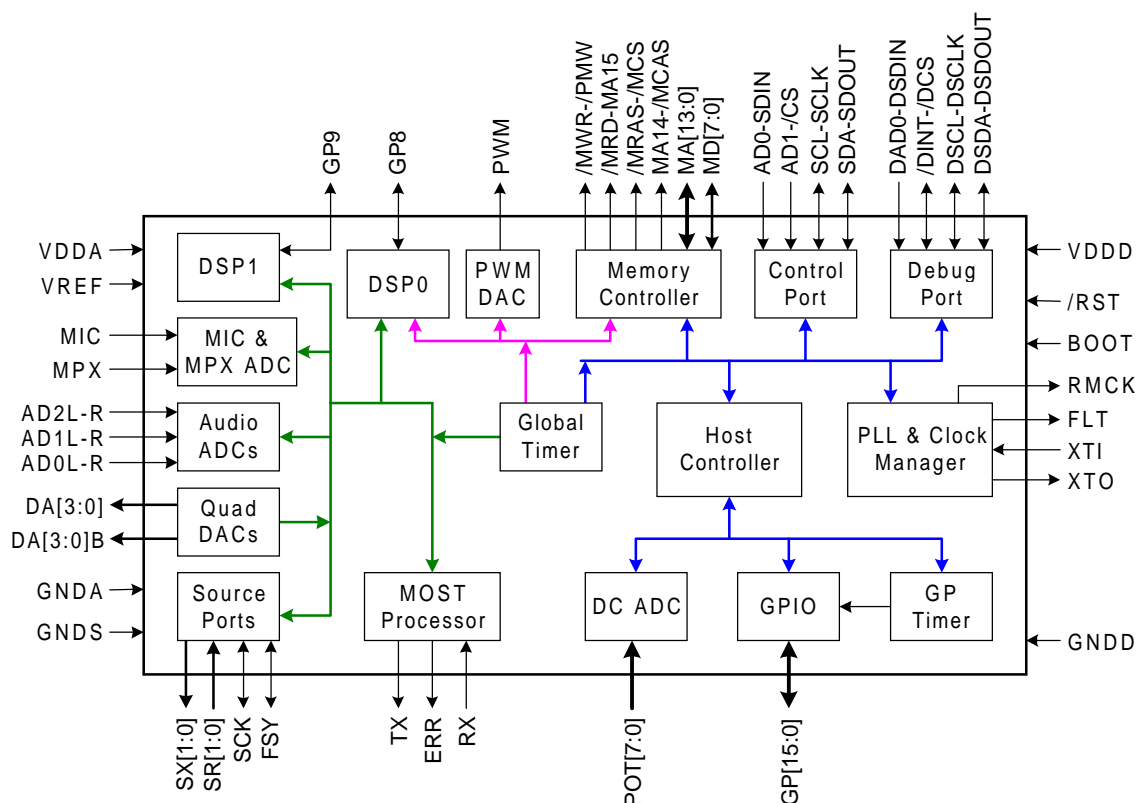 GP9
GP8
PWM
/MWR-/PMW
/MRD-MA15
/MRAS-/MCS
MA14-/MCAS
MA[13:0]
MD[7:0]
AD0-SDIN
AD1-/CS
SCL-SCLK
SDA-SDOUT
DAD0-DSDIN
/DINT-/DCS
DSCL-DSCLK
DSDA-DSDOUT
VDDA
VREF
MIC
MPX
AD2L-R
AD1L-R
AD0L-R
DA[3:0]
DA[3:0]B
GNDA
GNDS
DSP1
DSP0
PWM
DAC
Memory
Controller
Control
Port
Debug
Port
MIC &
MPX ADC
Audio
ADCs
Global
Timer
Host
Controller
PLL & Clock
Manager
Quad
DACs
Source
Ports
MOST
Processor
DC ADC
GPIO
GP
Timer
VDDD
/RST
BOOT
RMCK
FLT
XTI
XTO
GNDD
SX[1:0]
SR[1:0]
SCK
FSY
TX
ERR
RX
POT[7:0]
GP[15:0]